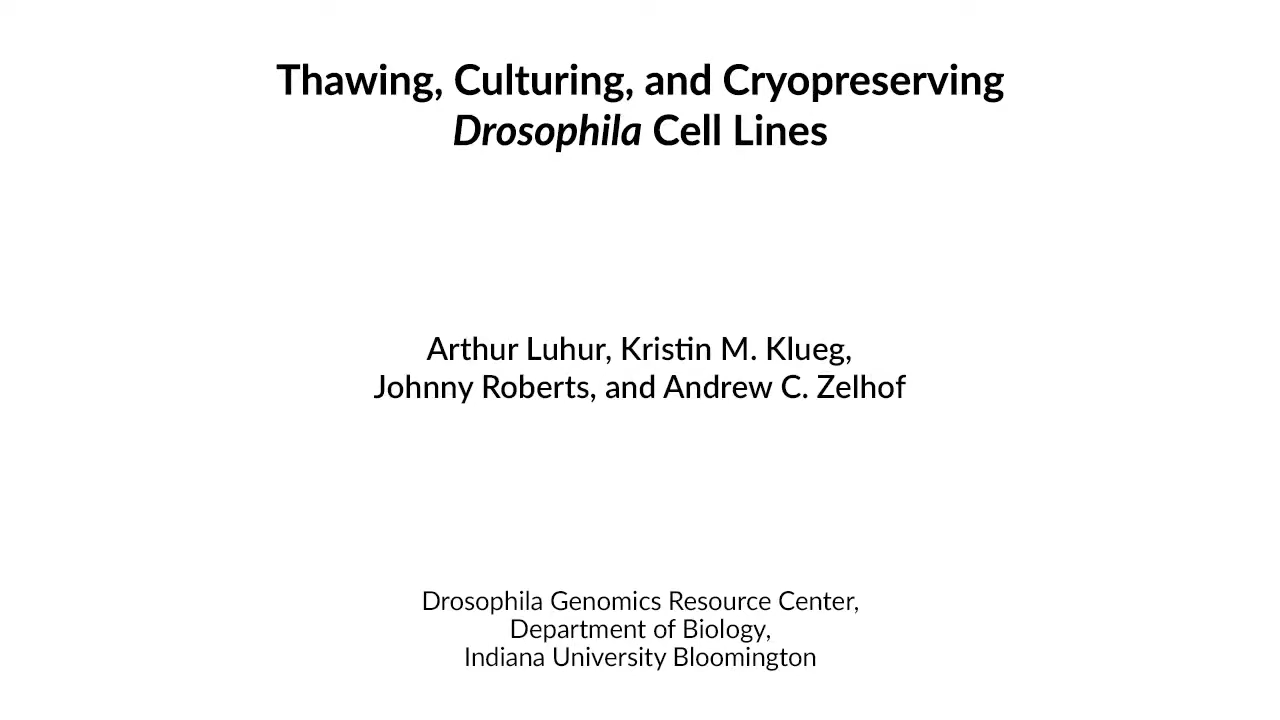 Thawing, Culturing, and Cryopreserving
Drosophila Cell Lines
Arthur Luhur, Kristin M. Klueg,
Johnny Roberts, and Andrew C. Zelhof
Drosophila Genomics Resource Center,
Department of Biology,
Indiana University Bloomington